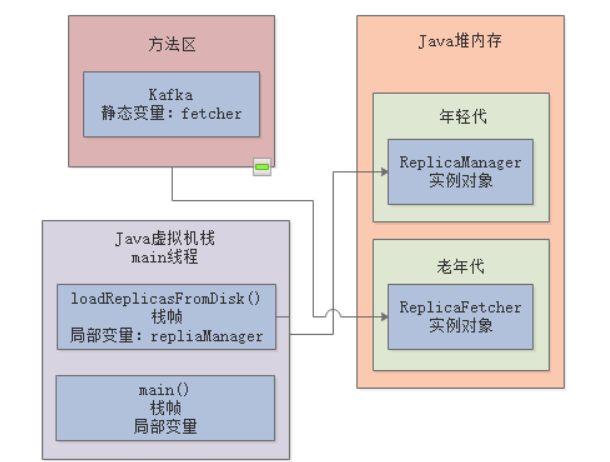 方法区
Kafka
静态变量：fetcher
Java虚拟机栈
main线程
loadReplicasFromDisk()
栈帧
局部变量：repliaManager
main()
栈帧
局部变量
Java堆内存
年轻代
ReplicaManager
实例对象
老年代
ReplicaFetcher
实例对象